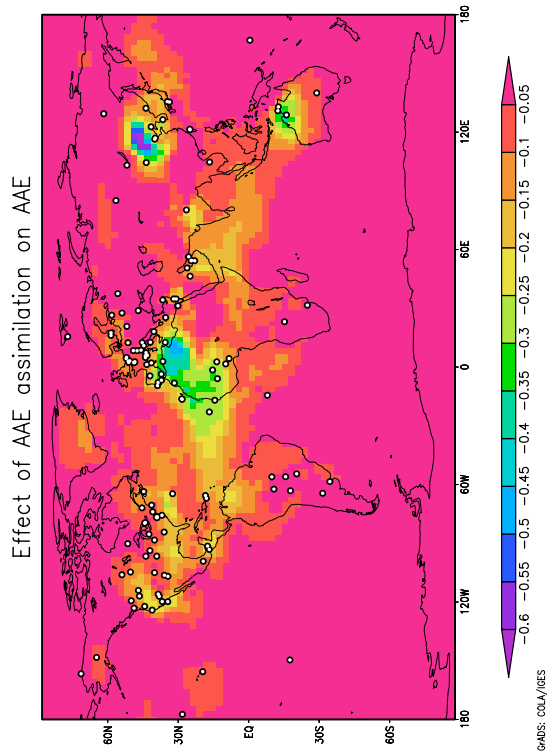 Effect of AAE assimilation on AAE
180
120E
60E
0
60W
120W
180
60N
30N
EQ
30S
60S
-0.05
-0.1
-0.15
-0.2
-0.25
-0.3
-0.35
-0.4
-0.45
-0.5
-0.55
-0.6
GrADS: COLA/IGES